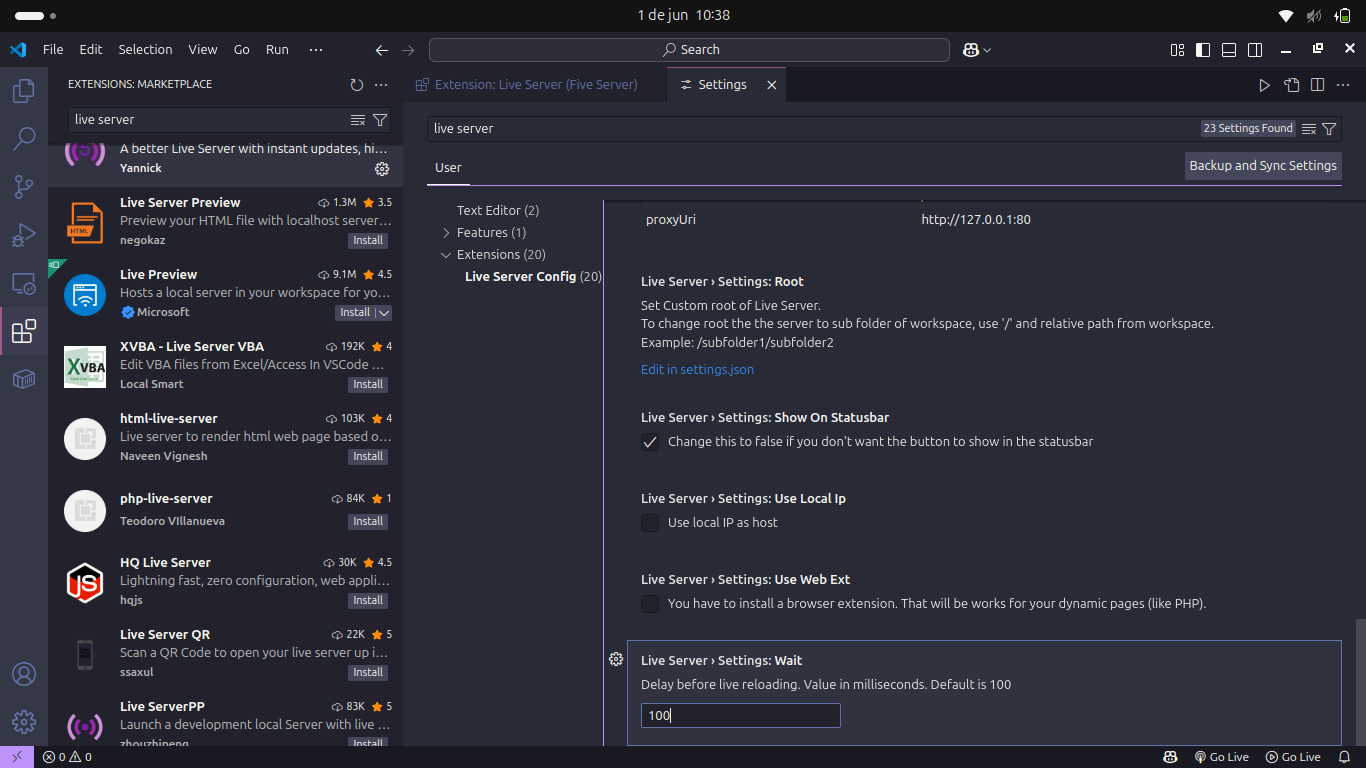 1 de jun 10:38
File Edit Selection View Go Run ···
Search
EXTENSIONS: MARKETPLACE
live server
A better Live Server with instant updates, hi…
Yannick
Live Server Preview 1.3M 3.5
Preview your HTML file with localhost server…
negokaz Install
Live Preview 9.1M 4.5
Hosts a local server in your workspace for yo…
Microsoft Install
XVBA - Live Server VBA 192K 4
Edit VBA files from Excel/Access In VSCode …
Local Smart Install
html-live-server 103K 4
Live server to render html web page based o…
Naveen Vignesh Install
php-live-server 84K 1
Teodoro VIllanueva Install
HQ Live Server 30K 4.5
Lightning fast, zero configuration, web appli…
hqjs Install
Live Server QR 22K 5
Scan a QR Code to open your live server up i…
ssaxul Install
Live ServerPP 83K 5
Launch a development local Server with live …
zhouzhipeng Install
Extension: Live Server (Five Server)
Settings
live server
23 Settings Found
User
Backup and Sync Settings
Text Editor (2)
Features (1)
Extensions (20)
Live Server Config (20)
proxyUri http://127.0.0.1:80
Live Server › Settings: Root
Set Custom root of Live Server.
To change root the the server to sub folder of workspace, use '/' and relative path from workspace.
Example: /subfolder1/subfolder2
Edit in settings.json
Live Server › Settings: Show On Statusbar
Change this to false if you don't want the button to show in the statusbar
Live Server › Settings: Use Local Ip
Use local IP as host
Live Server › Settings: Use Web Ext
You have to install a browser extension. That will be works for your dynamic pages (like PHP).
Live Server › Settings: Wait
Delay before live reloading. Value in milliseconds. Default is 100
100
0 0
Go Live
Go Live